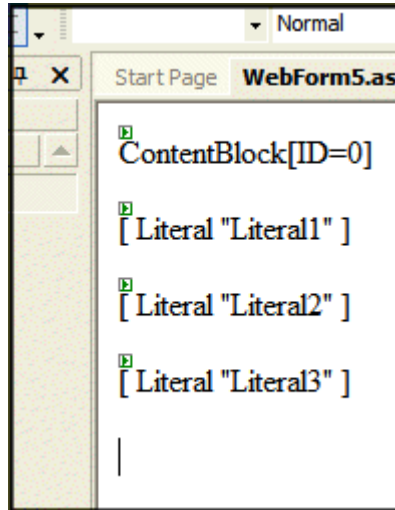 Normal
Start Page WebForm5.as
ContentBlock[ID=0]
[ Literal "Literal1" ]
[ Literal "Literal2" ]
[ Literal "Literal3" ]